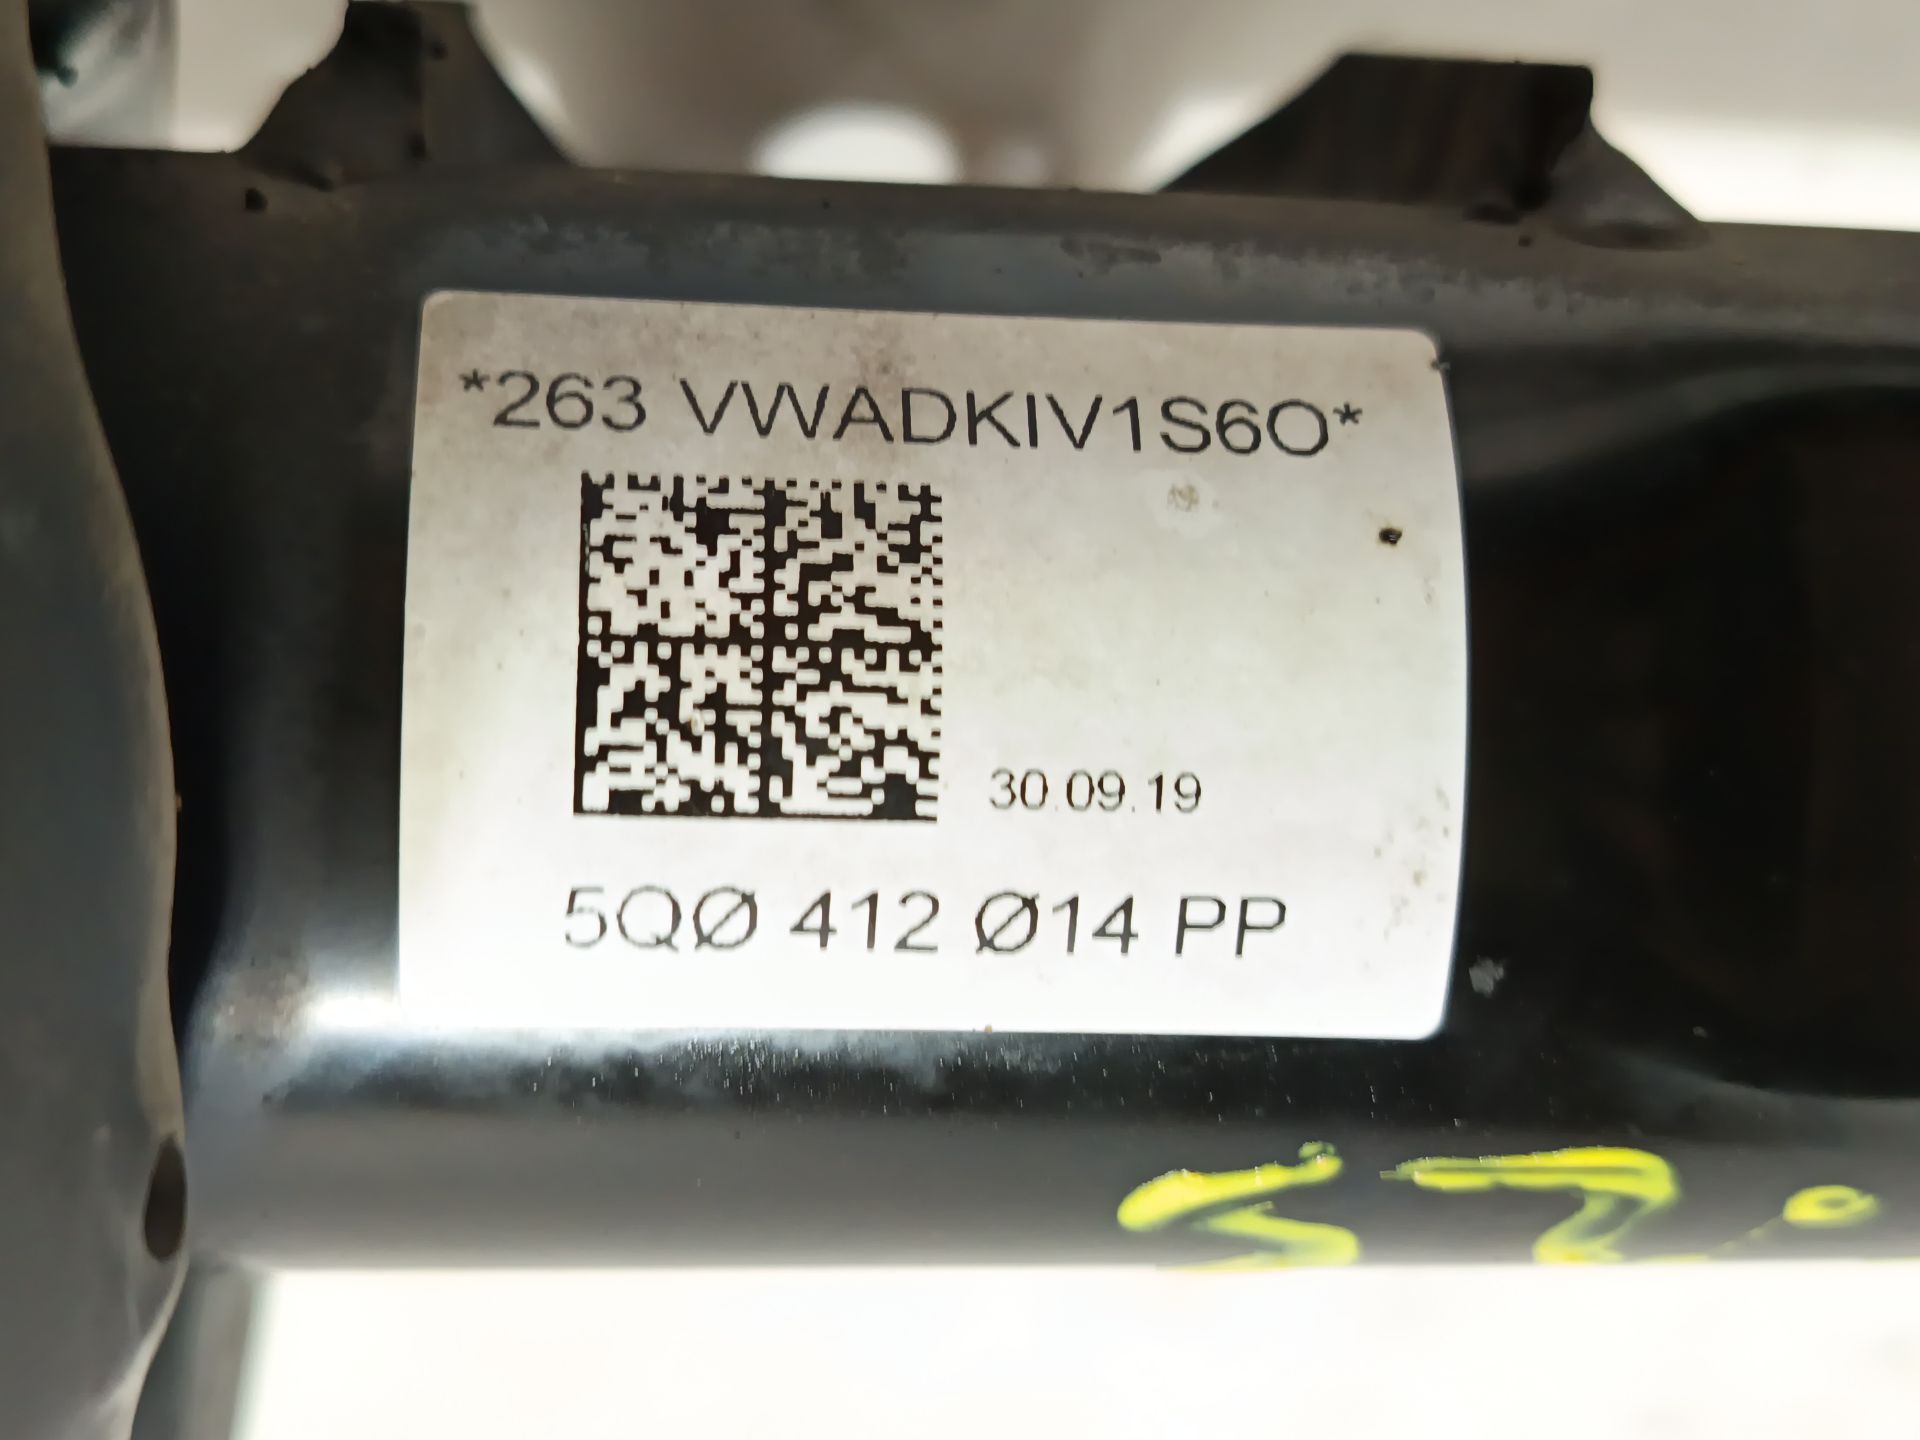 *263 VWADKIV1S6O*
30.09.19
5QØ 412 Ø14 PP